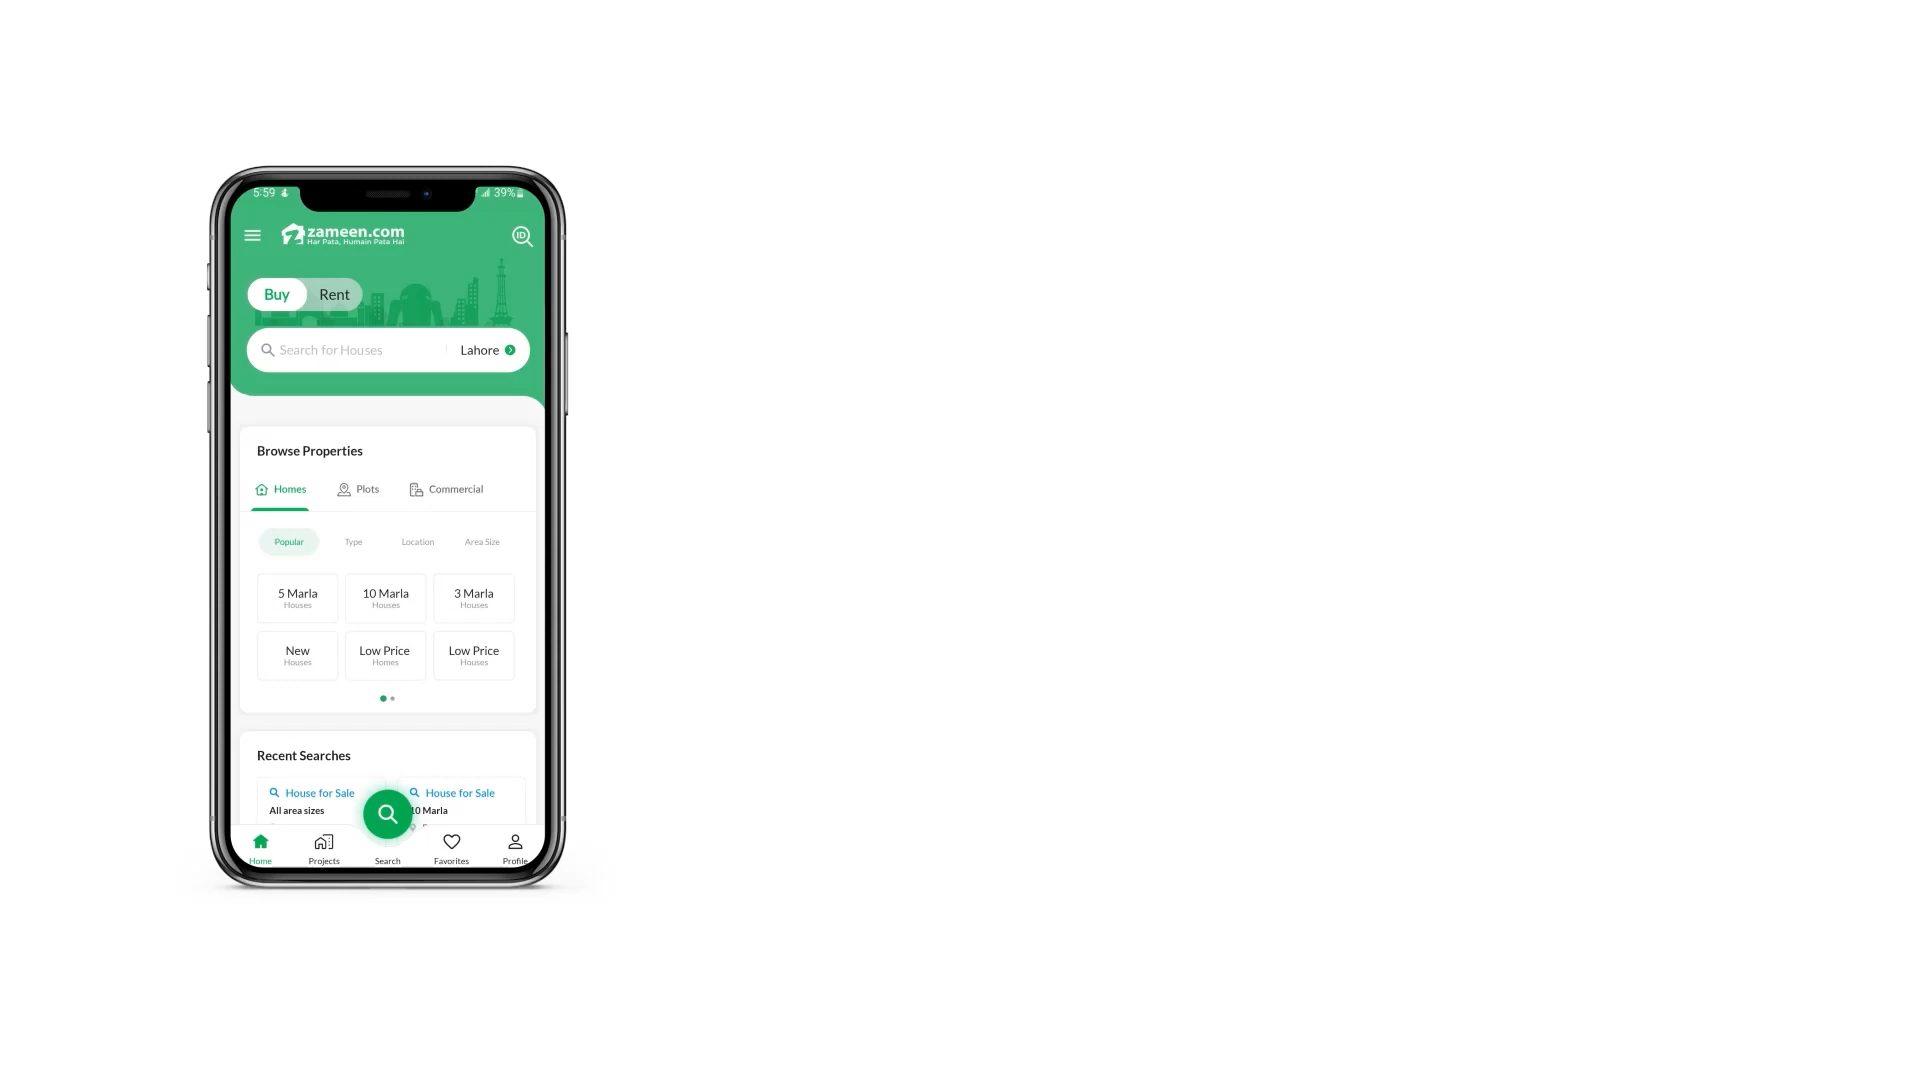 5:59
39%
zameen.com
Har Pata, Humain Pata Hai
ID
Buy Rent
Search for Houses Lahore
Browse Properties
Homes Plots Commercial
Popular Type Location Area Size
5 Marla 10 Marla 3 Marla
Houses Houses Houses
New Low Price Low Price
Houses Homes Houses
Recent Searches
House for Sale House for Sale
All area sizes 10 Marla
Home Projects Search Favorites Profile